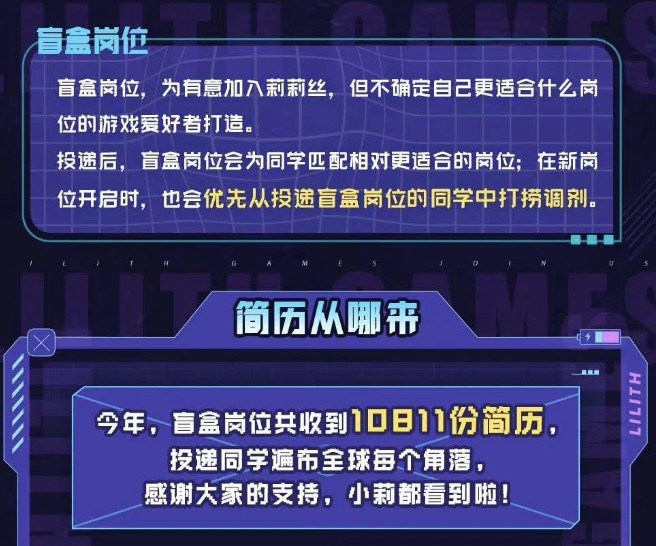 盲盒岗位
盲盒岗位，为有意加入莉莉丝，但不确定自己更适合什么岗
位的游戏爱好者打造。
投递后，盲盒岗位会为同学匹配相对更适合的岗位；在新岗
位开启时，也会优先从投递盲盒岗位的同学中打捞调剂。
LILITH GAMES JOIN US
简历从哪来
LILITH
今年，盲盒岗位共收到10811份简历，
投递同学遍布全球每个角落，
感谢大家的支持，小莉都看到啦！